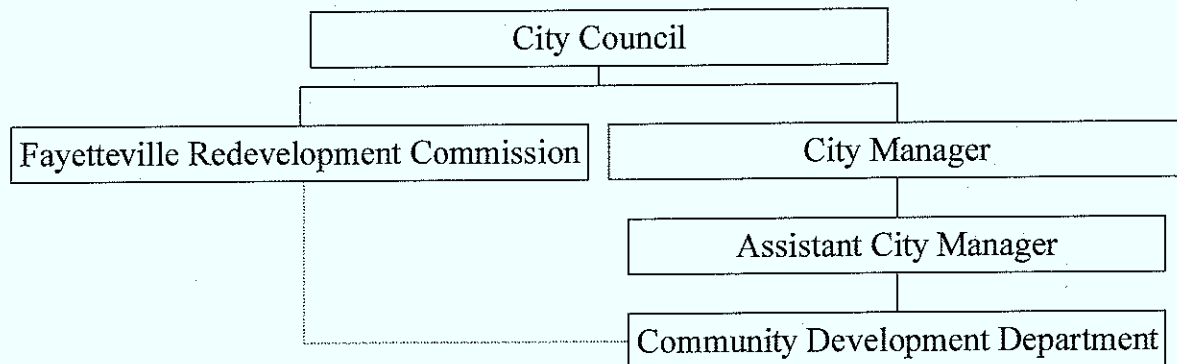 City Council
Fayetteville Redevelopment Commission
City Manager
Assistant City Manager
Community Development Department